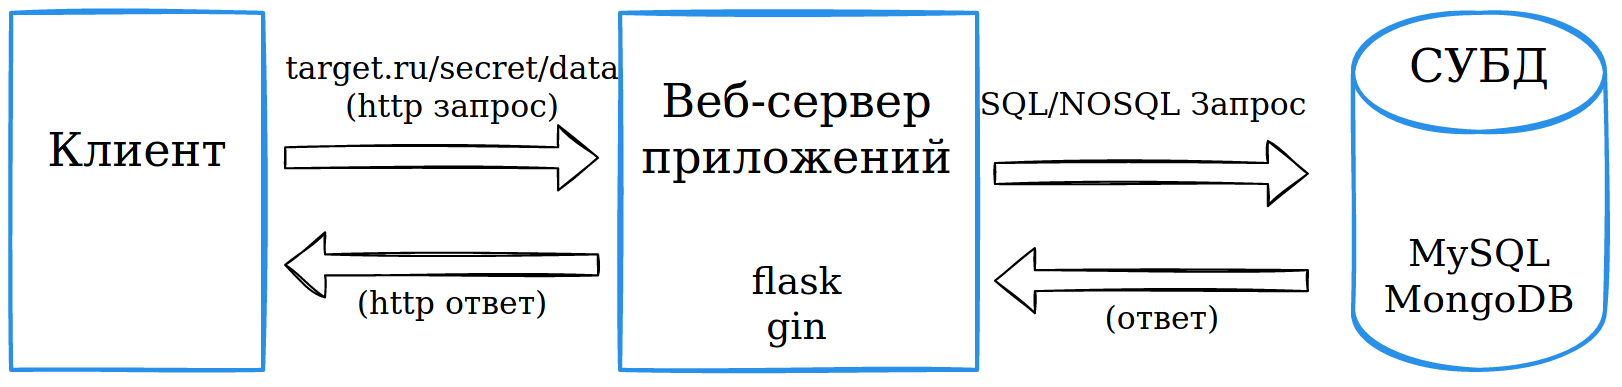 Клиент
target.ru/secret/data
(http запрос)
(http ответ)
Веб-сервер
приложений
flask
gin
SQL/NOSQL Запрос
(ответ)
СУБД
MySQL
MongoDB